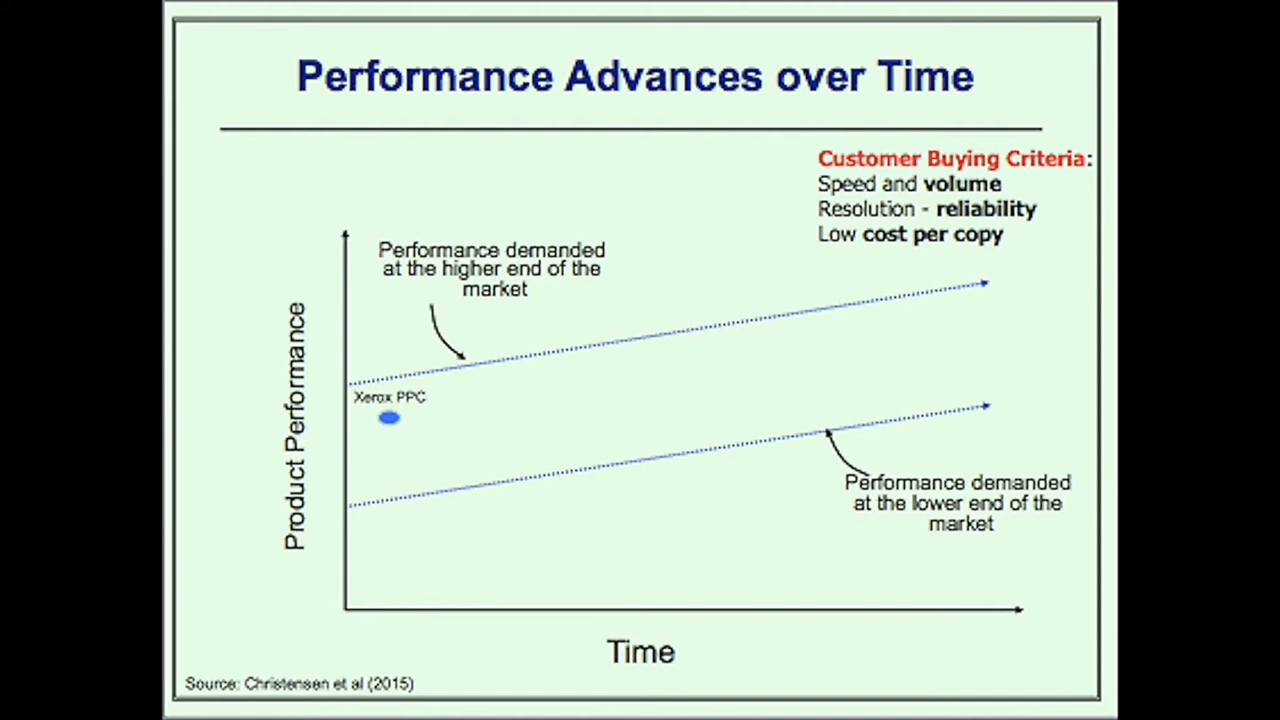 Performance Advances over Time
Customer Buying Criteria:
Speed and volume
Resolution - reliability
Low cost per copy
Performance demanded
at the higher end of the
market
Product Performance
Xerox PPC
Performance demanded
at the lower end of the
market
Time
Source: Christensen et al (2015)